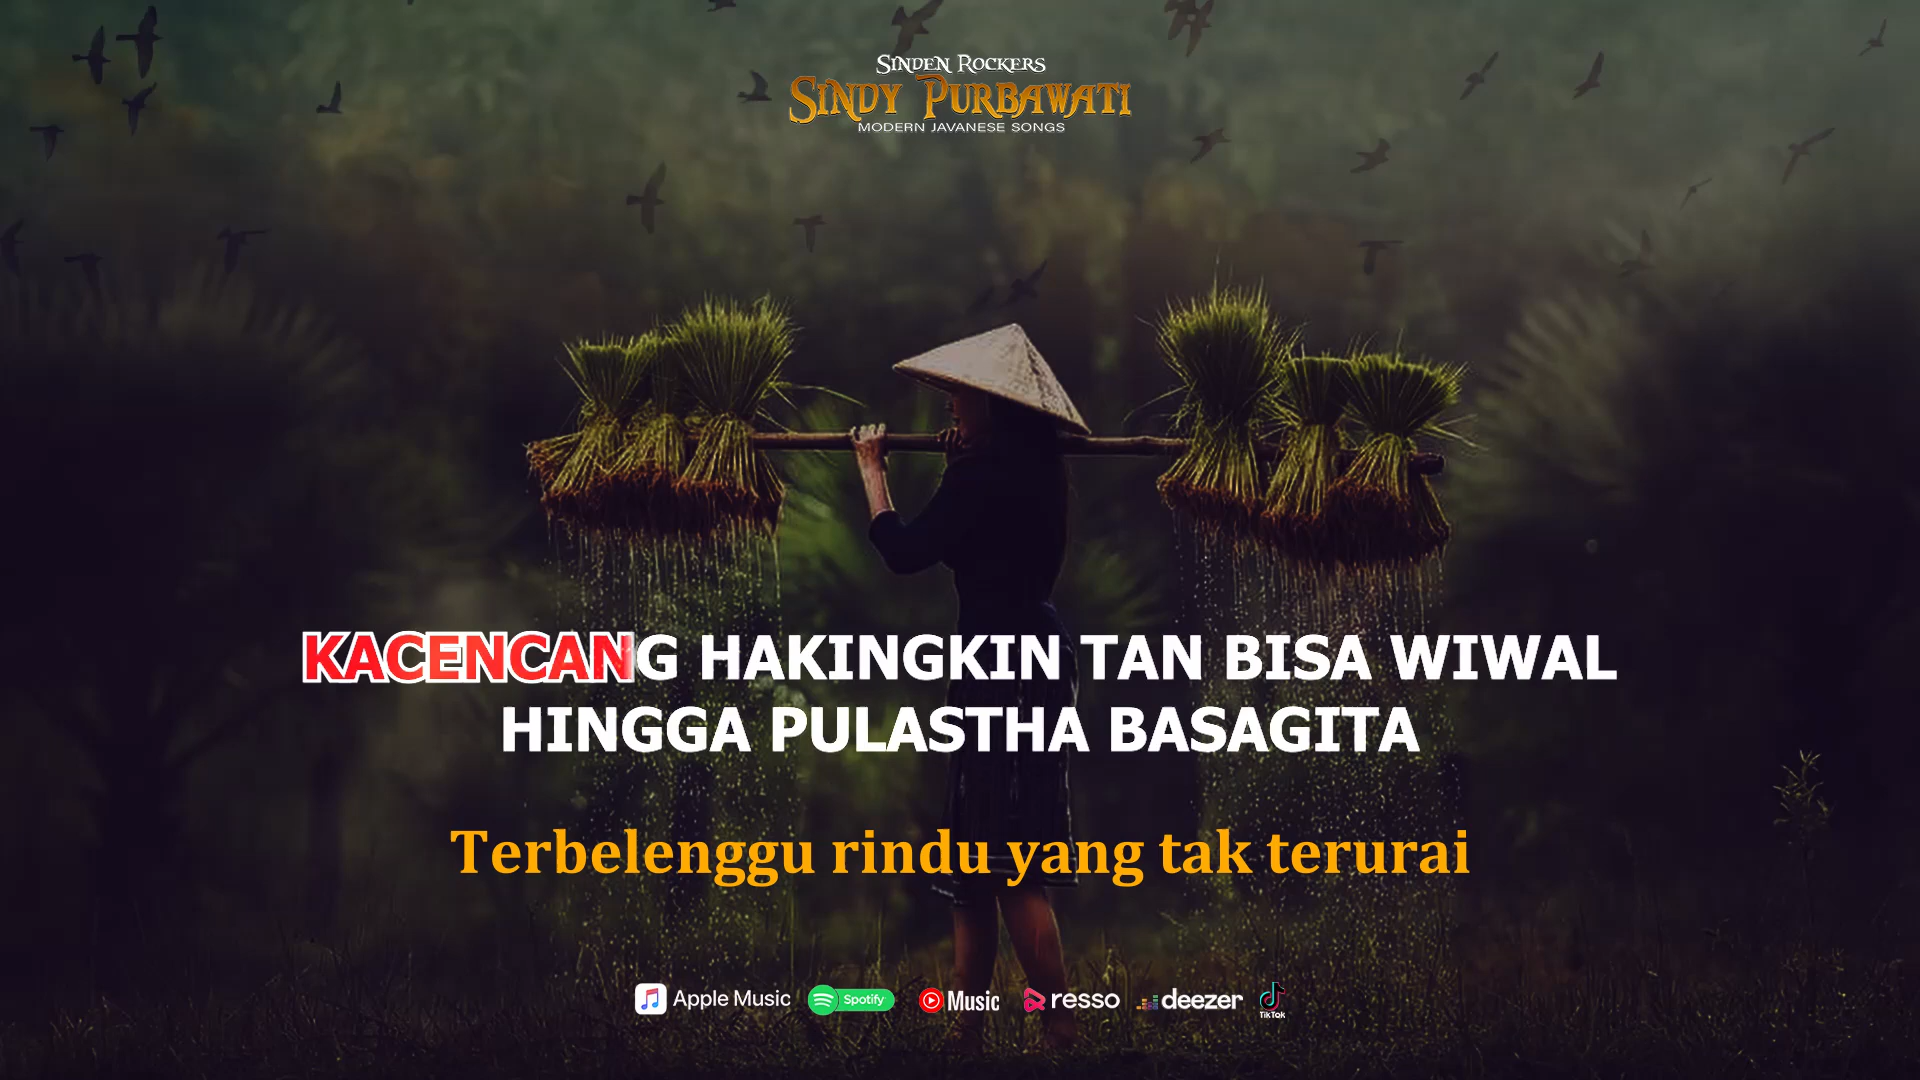 SINDEN ROCKERS
SINDY PURBAWATI
MODERN JAVANESE SONGS
KACENCANG HAKINGKIN TAN BISA WIWAL
HINGGA PULASTHA BASAGITA
Terbelenggu rindu yang tak terurai
Apple Music Spotify Music resso deezer TikTok